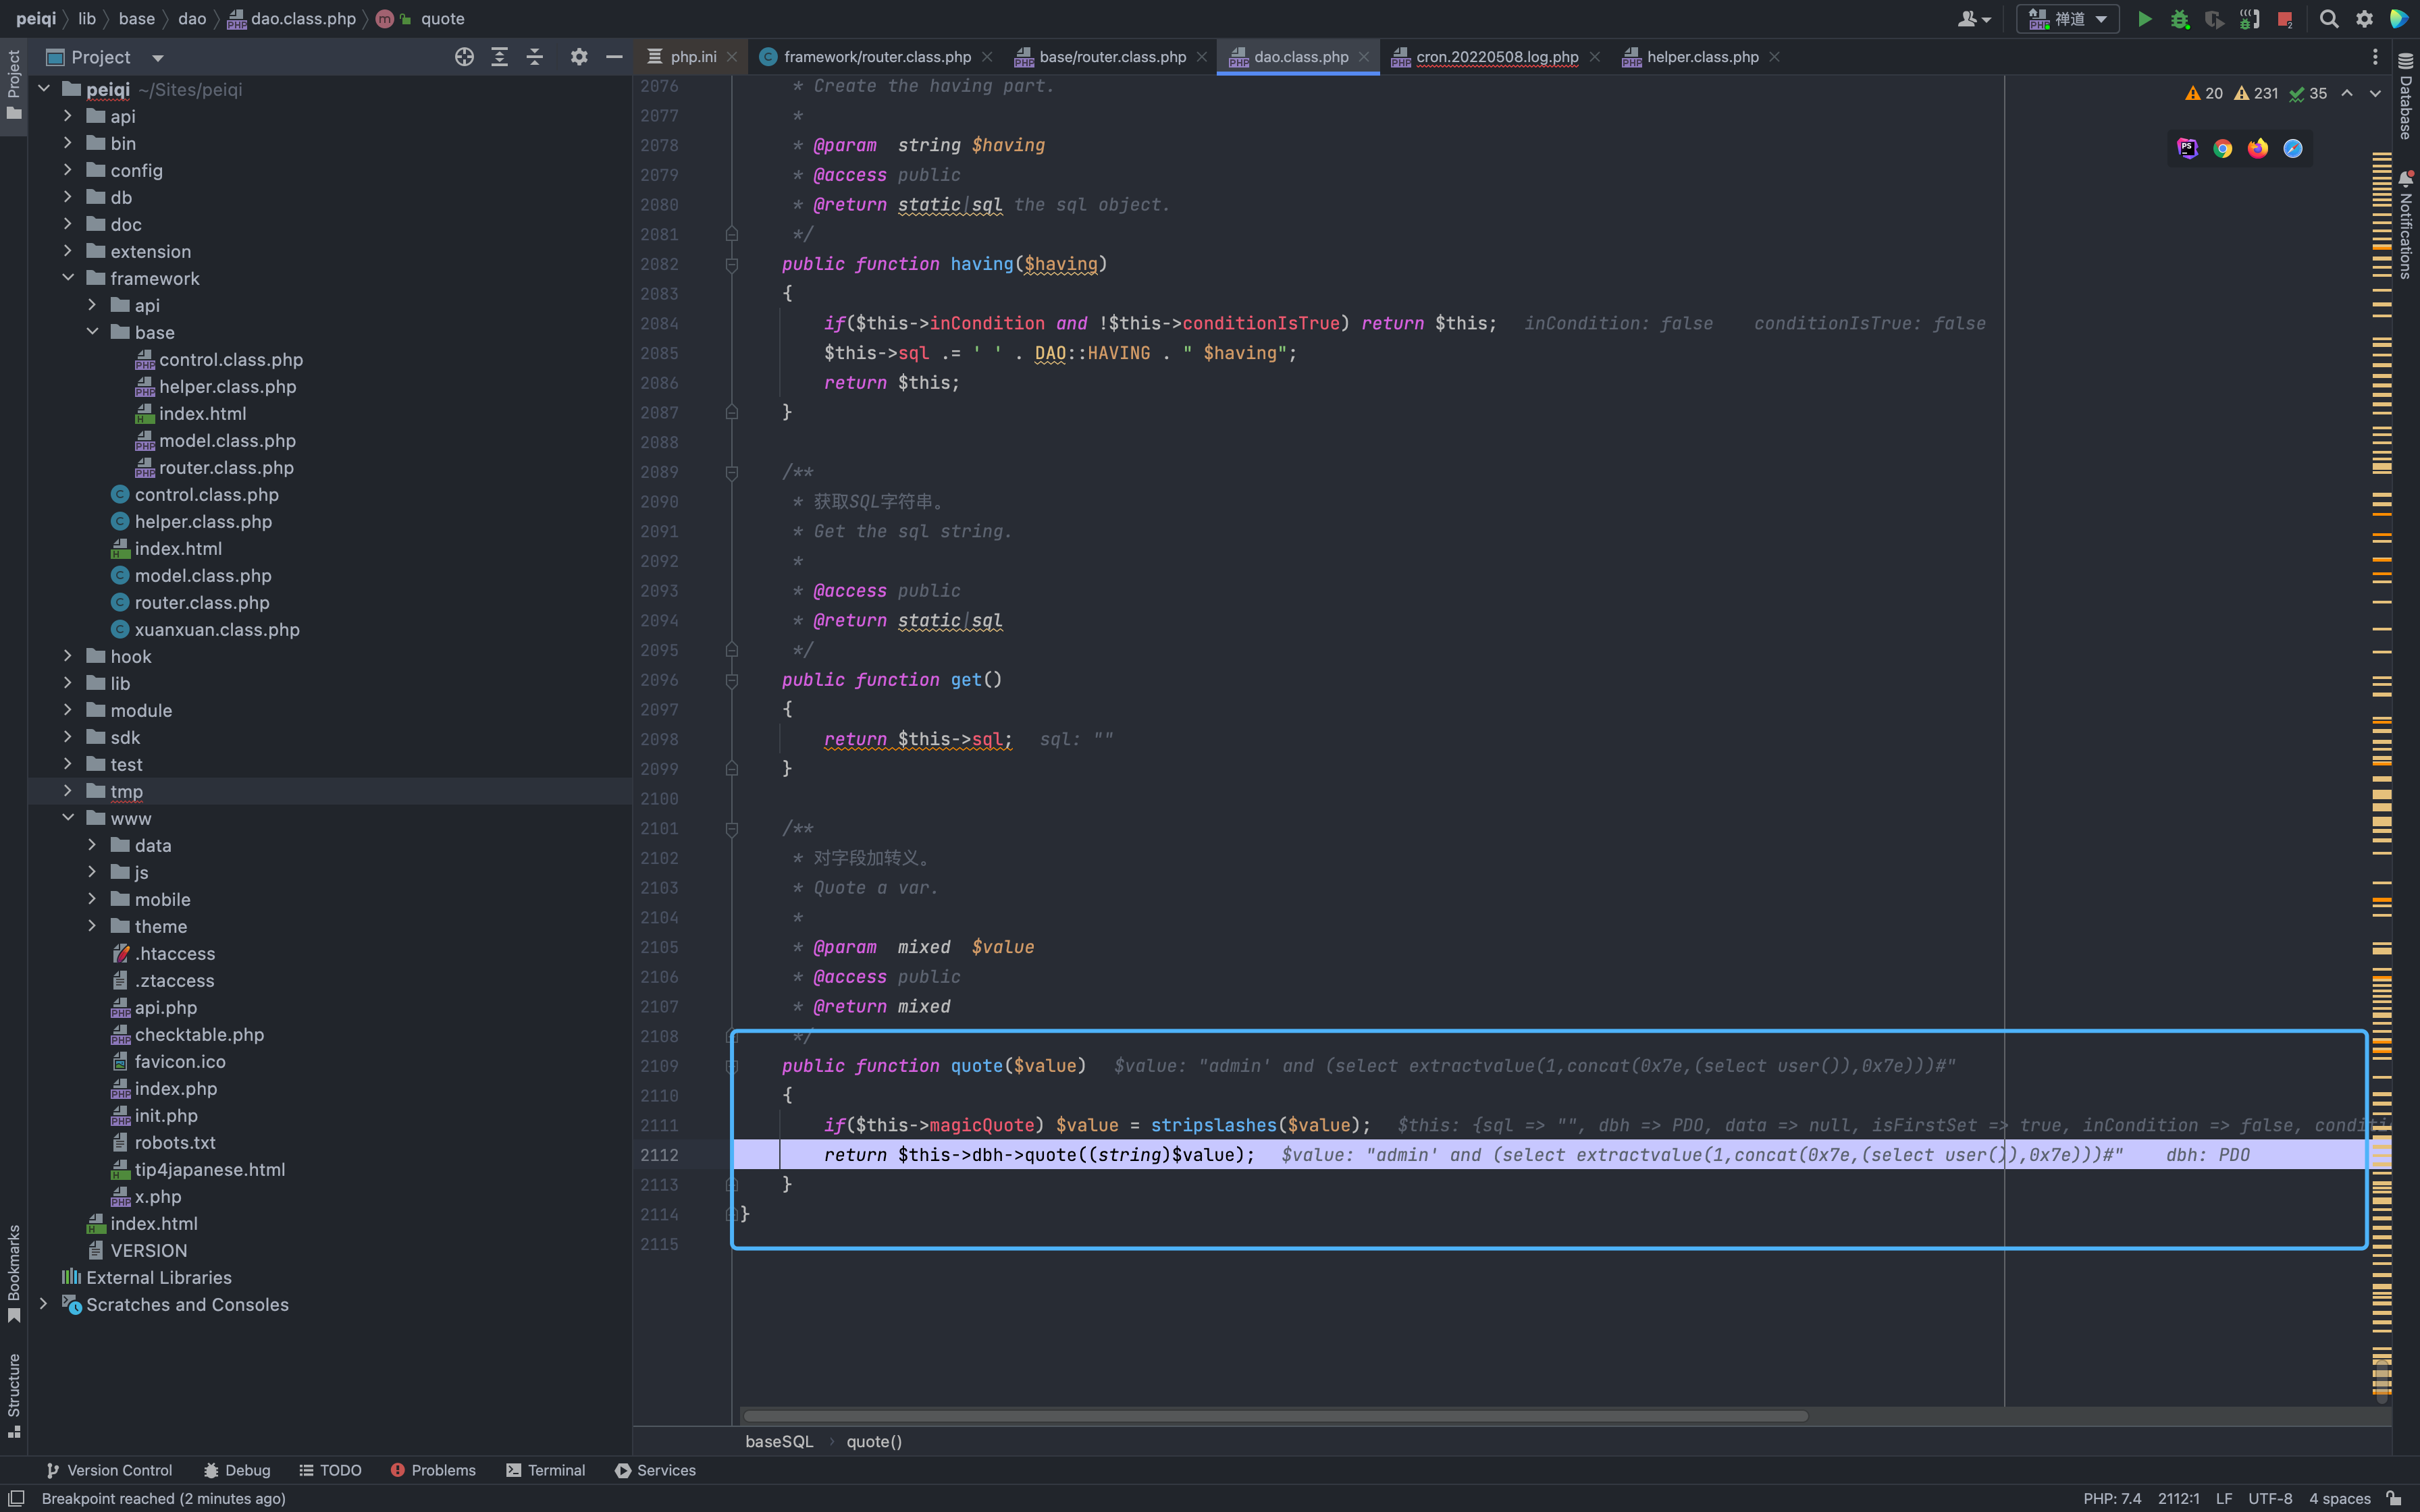 peiqi lib base dao dao.class.php m quote
禅道
Project
php.ini framework/router.class.php base/router.class.php dao.class.php cron.20220508.log.php helper.class.php
Project
Bookmarks
Structure
Database
Notifications
20 231 35
peiqi ~/Sites/peiqi
api
bin
config
db
doc
extension
framework
api
base
control.class.php
helper.class.php
index.html
model.class.php
router.class.php
control.class.php
helper.class.php
index.html
model.class.php
router.class.php
xuanxuan.class.php
hook
lib
module
sdk
test
tmp
www
data
js
mobile
theme
.htaccess
.ztaccess
api.php
checktable.php
favicon.ico
index.php
init.php
robots.txt
tip4japanese.html
x.php
index.html
VERSION
External Libraries
Scratches and Consoles
2076 * Create the having part.
2077 *
2078 * @param string $having
2079 * @access public
2080 * @return static|sql the sql object.
2081 */
2082 public function having($having)
2083 {
2084 if($this->inCondition and !$this->conditionIsTrue) return $this; inCondition: false conditionIsTrue: false
2085 $this->sql .= ' ' . DAO::HAVING . " $having";
2086 return $this;
2087 }
2088
2089 /**
2090 * 获取SQL字符串。
2091 * Get the sql string.
2092 *
2093 * @access public
2094 * @return static|sql
2095 */
2096 public function get()
2097 {
2098 return $this->sql; sql: ""
2099 }
2100
2101 /**
2102 * 对字段加转义。
2103 * Quote a var.
2104 *
2105 * @param mixed $value
2106 * @access public
2107 * @return mixed
2108 */
2109 public function quote($value) $value: "admin' and (select extractvalue(1,concat(0x7e,(select user()),0x7e)))#"
2110 {
2111 if($this->magicQuote) $value = stripslashes($value); $this: {sql => "", dbh => PDO, data => null, isFirstSet => true, inCondition => false,
2112 return $this->dbh->quote((string)$value); $value: "admin' and (select extractvalue(1,concat(0x7e,(select user()),0x7e)))#" dbh: PDO
2113 }
2114 }
2115
baseSQL quote()
Version Control Debug TODO Problems Terminal Services
Breakpoint reached (2 minutes ago) PHP: 7.4 2112:1 LF UTF-8 4 spaces